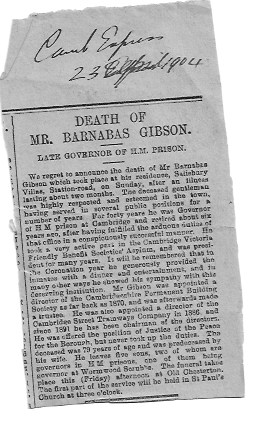 Camb Express
23 April 1904
DEATH OF
MR. BARNABAS GIBSON.
LATE GOVERNOR OF H.M. PRISON.
We regret to announce the death of Mr Barnabas
Gibson which took place at his residence, Salisbury
Villas, Station-road, on Sunday, after an illness
lasting about two months. The deceased gentleman
was highly respected and esteemed in the town,
having served in several public positions for a
number of years. For forty years he was Governor
of H M prison at Cambridge and retired about six
years ago, after having fulfilled the arduous duties of
that office in a conspicuously successful manner. He
took a very active part in the Cambridge Victoria
Friendly Benefit Societies' Asylum, and was presi-
dent for many years. It will be remembered that in
the Coronation year he generously provided the
inmates with a dinner and entertainment, and in
many other ways he showed his sympathy with this
deserving institution. Mr Gibson was appointed a
director of the Cambridgeshire Permanent Building
Society as far back as 1870, and was afterwards made
a trustee. He was also appointed a director of the
Cambridge Street Tramways Company in 1886, and
since 1891 he has been chairman of the directors.
He was offered the position of Justice of the Peace
for the Borough, but never took up the duties. The
deceased was 79 years of age and was predeceased by
his wife. He leaves five sons, two of whom are
governors in H M prisons, one of them being
governor at Wormwood Scrubbs. The funeral takes
place this (Friday) afternoon at Old Chesterton.
The first part of the service will be held in St Paul's
Church at three o'clock.